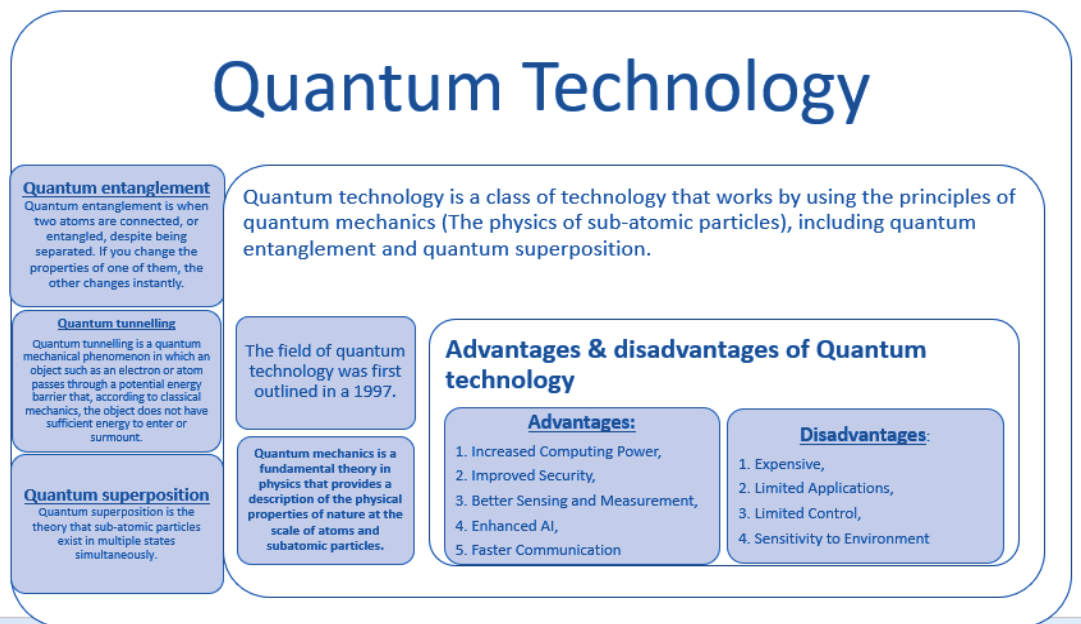 Quantum Technology
Quantum entanglement
Quantum entanglement is when
two atoms are connected, or
entangled, despite being
separated. If you change the
properties of one of them, the
other changes instantly.
Quantum tunnelling
Quantum tunnelling is a quantum
mechanical phenomenon in which an
object such as an electron or atom
passes through a potential energy
barrier that, according to classical
mechanics, the object does not have
sufficient energy to enter or
surmount.
Quantum superposition
Quantum superposition is the
theory that sub-atomic particles
exist in multiple states
simultaneously.
Quantum technology is a class of technology that works by using the principles of
quantum mechanics (The physics of sub-atomic particles), including quantum
entanglement and quantum superposition.
The field of quantum
technology was first
outlined in a 1997.
Quantum mechanics is a
fundamental theory in
physics that provides a
description of the physical
properties of nature at the
scale of atoms and
subatomic particles.
Advantages & disadvantages of Quantum
technology
Advantages:
1. Increased Computing Power,
2. Improved Security,
3. Better Sensing and Measurement,
4. Enhanced AI,
5. Faster Communication
Disadvantages:
1. Expensive,
2. Limited Applications,
3. Limited Control,
4. Sensitivity to Environment